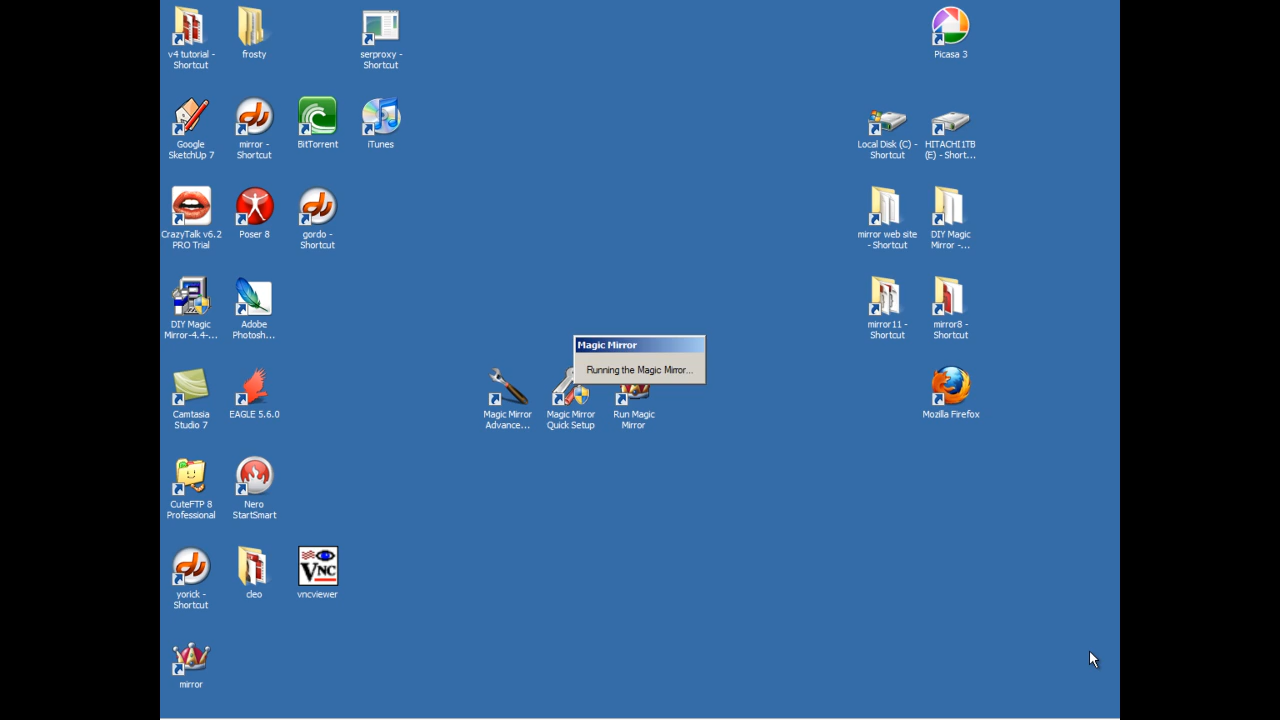 v4 tutorial -
Shortcut
frosty
serproxy -
Shortcut
Picasa 3
Google
SketchUp 7
mirror -
Shortcut
BitTorrent
iTunes
Local Disk (C) -
Shortcut
HITACHI1TB
(E) - Short...
CrazyTalk v6.2
PRO Trial
Poser 8
gordo -
Shortcut
mirror web site
- Shortcut
DIY Magic
Mirror -...
DIY Magic
Mirror-4.4-...
Adobe
Photosh...
mirror11 -
Shortcut
mirror8 -
Shortcut
Magic Mirror
Running the Magic Mirror...
Camtasia
Studio 7
EAGLE 5.6.0
Magic Mirror
Advance...
Magic Mirror
Quick Setup
Run Magic
Mirror
Mozilla Firefox
CuteFTP 8
Professional
Nero
StartSmart
VNC
yorick -
Shortcut
cleo
vncviewer
mirror